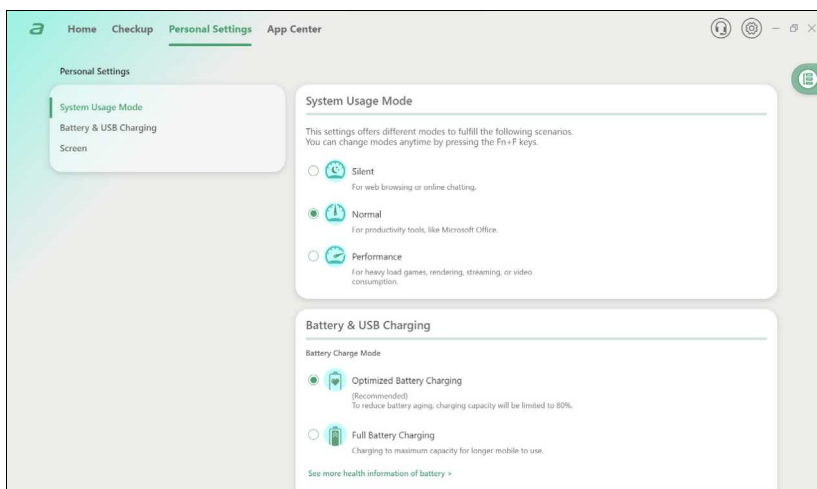 a
Home Checkup Personal Settings App Center
Personal Settings
System Usage Mode
Battery & USB Charging
Screen
System Usage Mode
This settings offers different modes to fulfill the following scenarios.
You can change modes anytime by pressing the Fn+F keys.
Silent
For web browsing or online chatting.
Normal
For productivity tools, like Microsoft Office.
Performance
For heavy load games, rendering, streaming, or video
consumption.
Battery & USB Charging
Battery Charge Mode
Optimized Battery Charging
(Recommended)
To reduce battery aging, charging capacity will be limited to 80%.
Full Battery Charging
Charging to maximum capacity for longer mobile to use.
See more health information of battery >